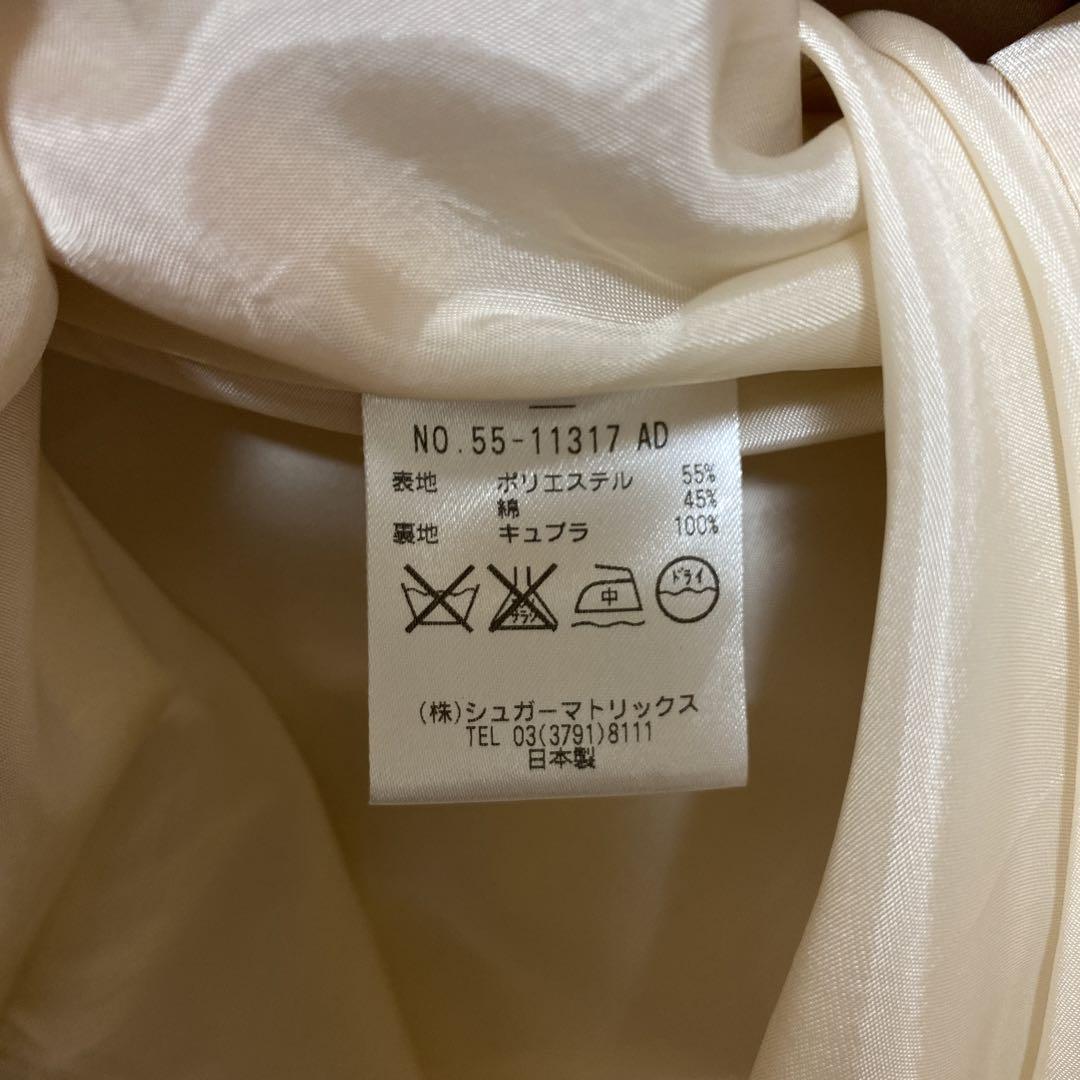 NO.55-11317 AD
表地 ポリエステル 55%
綿 45%
裏地 キュプラ 100%
中 ドライ
(株)シュガーマトリックス
TEL 03(3791)8111
日本製